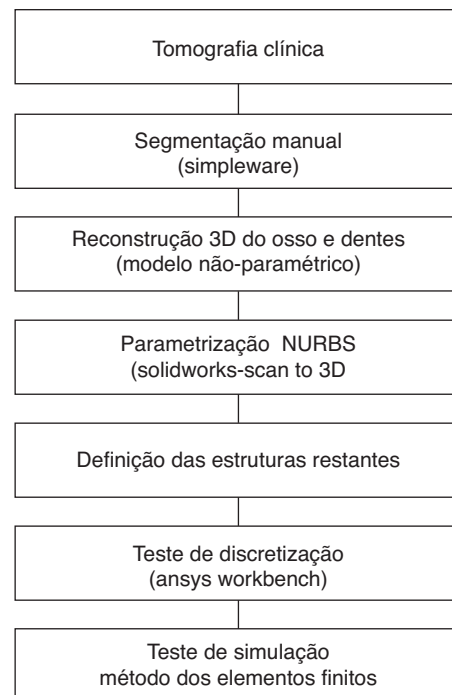 Tomografia clínica
Segmentação manual
(simpleware)
Reconstrução 3D do osso e dentes
(modelo não-paramétrico)
Parametrização NURBS
(solidworks-scan to 3D
Definição das estruturas restantes
Teste de discretização
(ansys workbench)
Teste de simulação
método dos elementos finitos